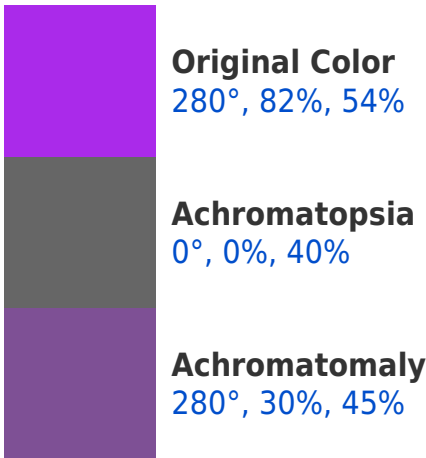 Original Color
280°, 82%, 54%
Achromatopsia
0°, 0%, 40%
Achromatomaly
280°, 30%, 45%